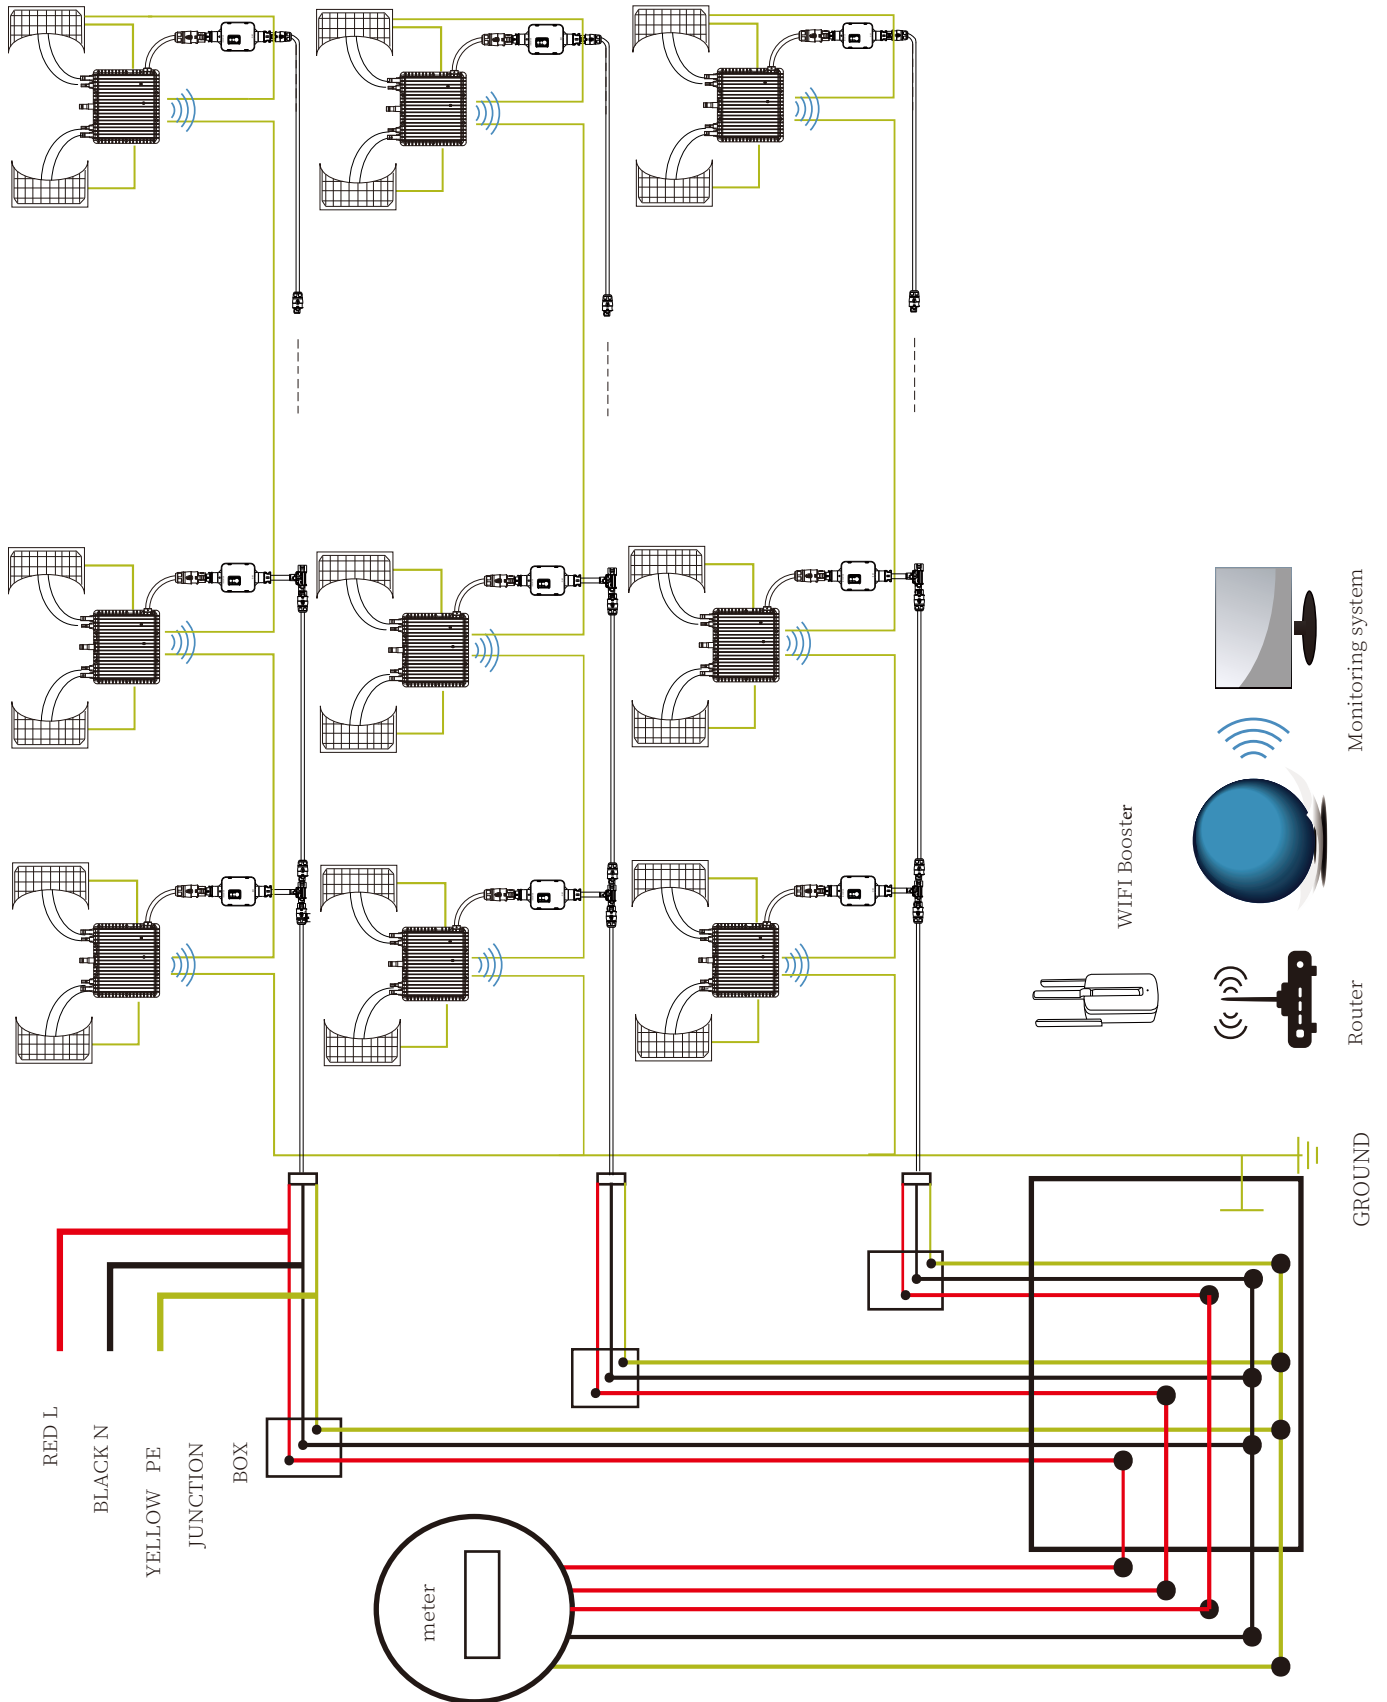 RED L
BLACK N
YELLOW PE
JUNCTION
BOX
meter
WIFI Booster
Monitoring system
Router
GROUND